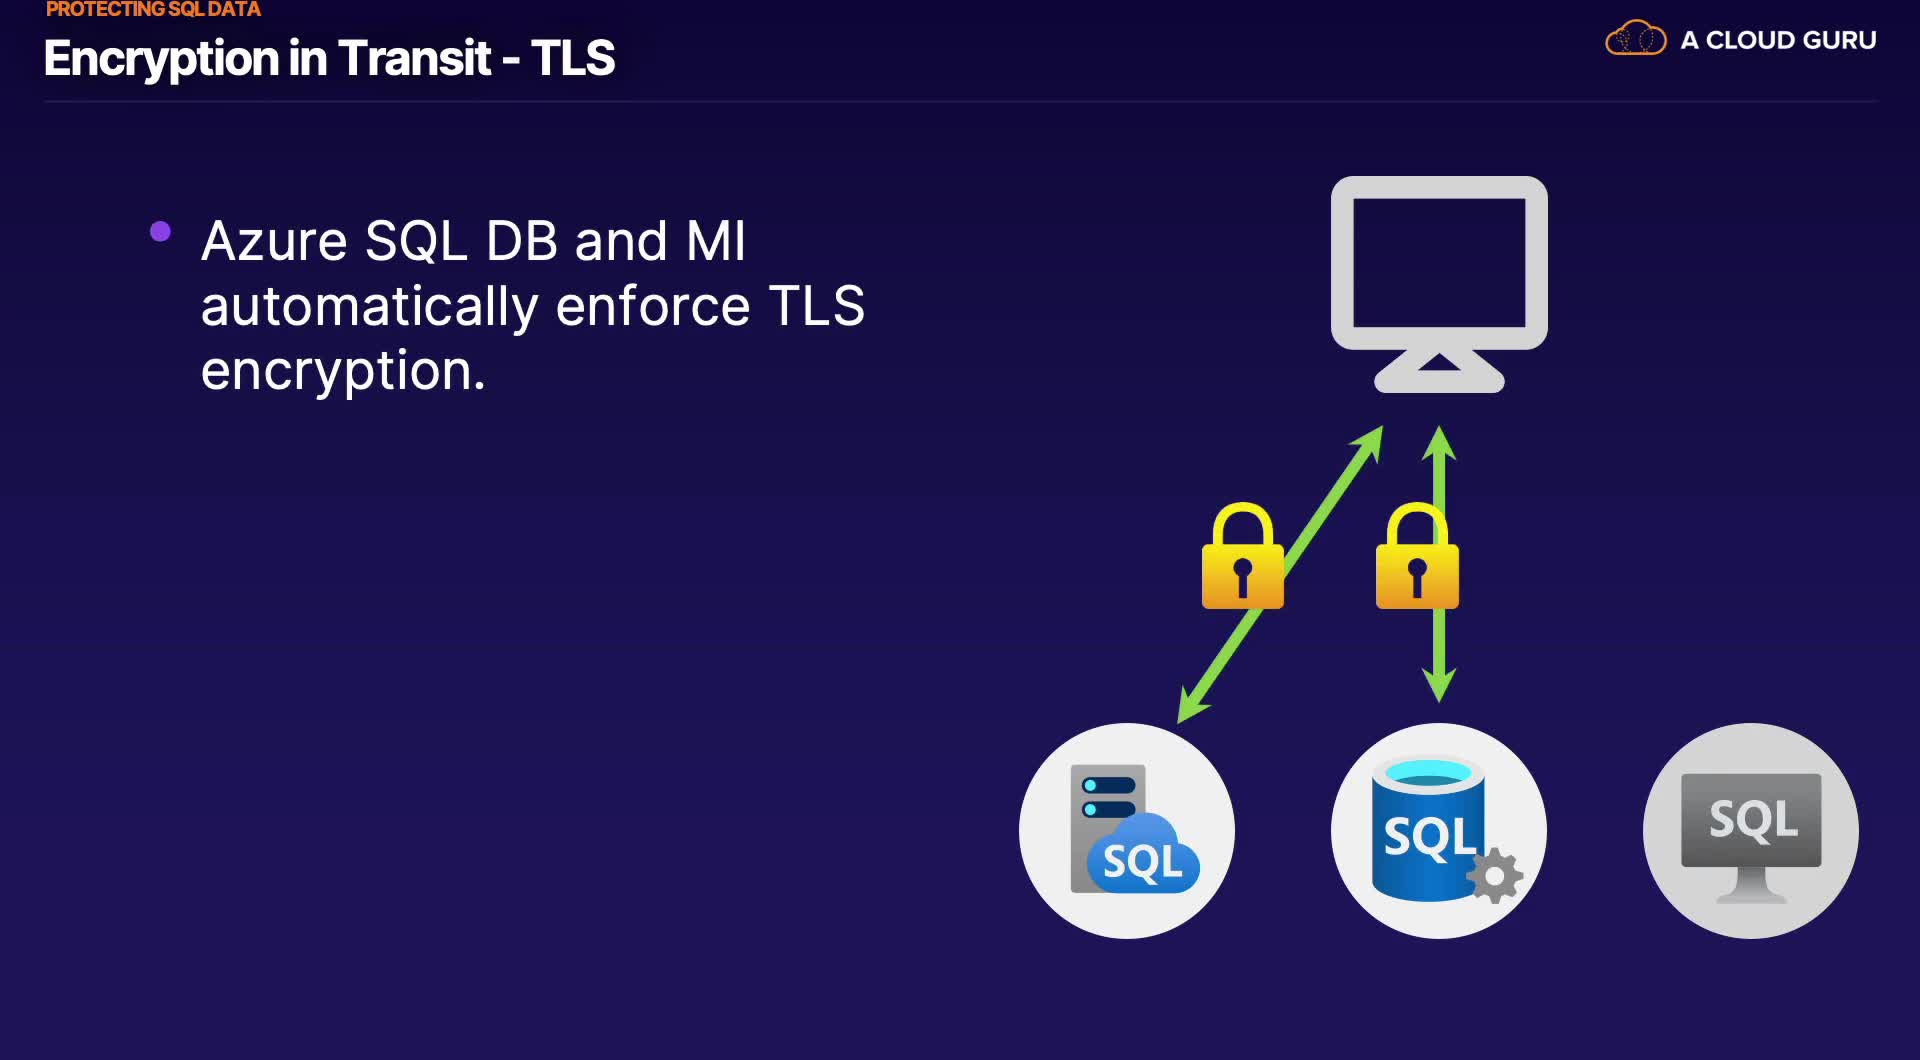 PROTECTING SQL DATA
Encryption in Transit - TLS
A CLOUD GURU
Azure SQL DB and MI
automatically enforce TLS
encryption.
SQL
SQL
SQL